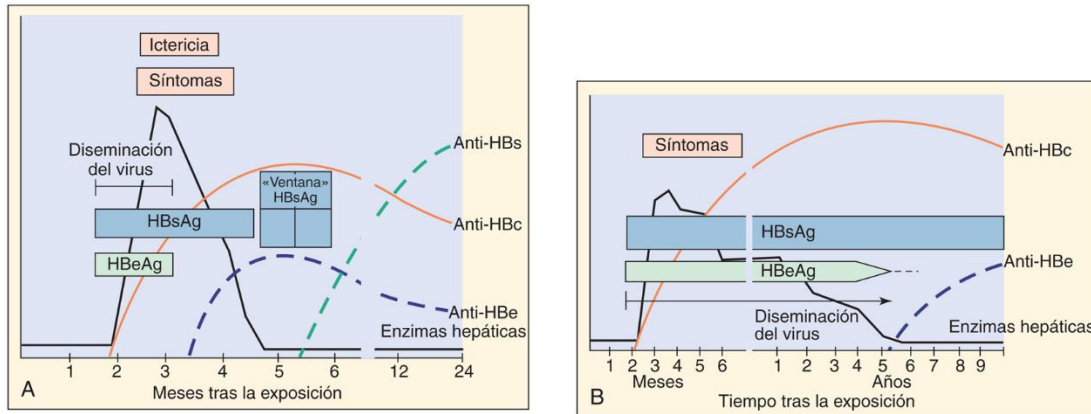 Ictericia
Síntomas
Diseminación
del virus
Anti-HBs
«Ventana»
HBsAg
HBsAg
Anti-HBc
HBeAg
Anti-HBe
Enzimas hepáticas
1 2 3 4 5 6 12 24
A
Meses tras la exposición
Síntomas
Anti-HBc
HBsAg
HBeAg
Anti-HBe
Diseminación
del virus
Enzimas hepáticas
1 2 3 4 5 6 1 2 3 4 5 6 7 8 9
Meses
Años
B
Tiempo tras la exposición